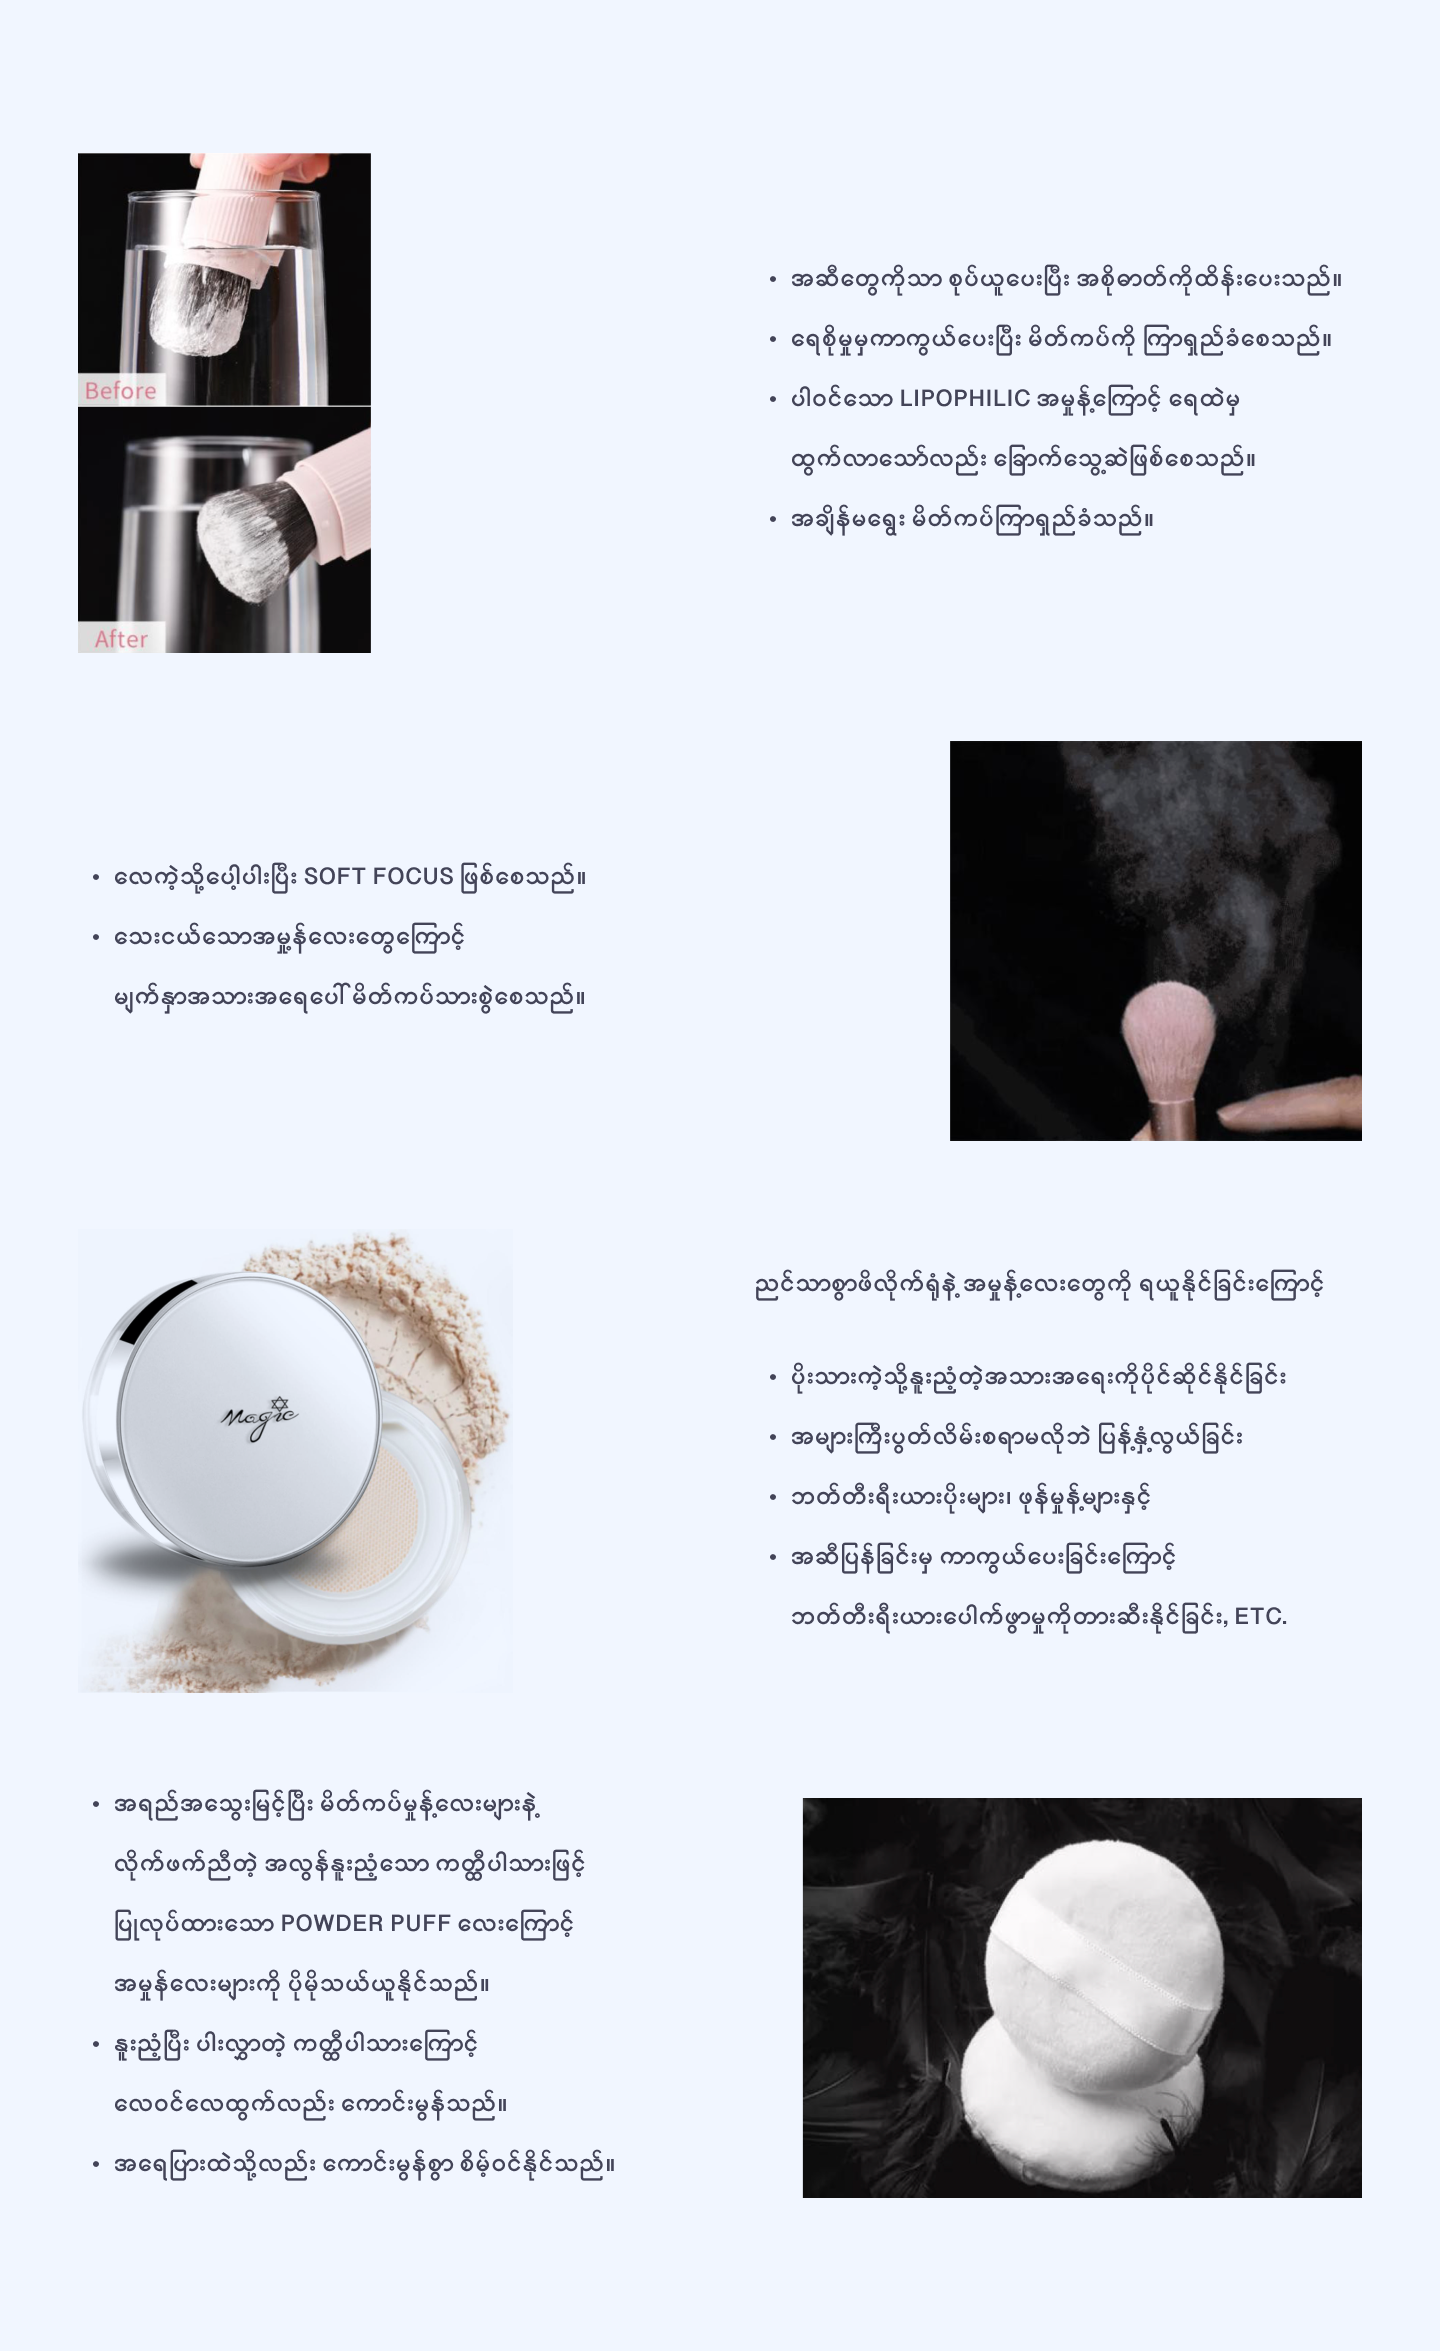 Before
After
• အဆီတွေကိုသာ စုပ်ယူပေးပြီး အစိုဓာတ်ကိုထိန်းပေးသည်။
• ရေစိုမှုမှကာကွယ်ပေးပြီး မိတ်ကပ်ကို ကြာရှည်ခံစေသည်။
• ပါဝင်သော LIPOPHILIC အမှုန့်ကြောင့် ရေထဲမှ
ထွက်လာသော်လည်း ခြောက်သွေ့ဆဲဖြစ်စေသည်။
• အချိန်မရွေး မိတ်ကပ်ကြာရှည်ခံသည်။
• လေကဲ့သို့ပေါ့ပါးပြီး SOFT FOCUS ဖြစ်စေသည်။
• သေးငယ်သောအမှု့န်လေးတွေကြောင့်
မျက်နှာအသားအရေပေါ် မိတ်ကပ်သားစွဲစေသည်။
Magic
ညင်သာစွာဖိလိုက်ရုံနဲ့ အမှုန့်လေးတွေကို ရယူနိုင်ခြင်းကြောင့်
• ပိုးသားကဲ့သို့နူးညံ့တဲ့အသားအရေးကိုပိုင်ဆိုင်နိုင်ခြင်း
• အများကြီးပွတ်လိမ်းစရာမလိုဘဲ ပြန့်နှံ့လွယ်ခြင်း
• ဘတ်တီးရီးယားပိုးများ၊ ဖုန်မှုန့်များနှင့်
• အဆီပြန်ခြင်းမှ ကာကွယ်ပေးခြင်းကြောင့်
ဘတ်တီးရီးယားပေါက်ဖွာမှုကိုတားဆီးနိုင်ခြင်း, ETC.
• အရည်အသွေးမြင့်ပြီး မိတ်ကပ်မှုန့်လေးများနဲ့
လိုက်ဖက်ညီတဲ့ အလွန်နူးညံ့သော ကတ္ထီပါသားဖြင့်
ပြုလုပ်ထားသော POWDER PUFF လေးကြောင့်
အမှုန်လေးများကို ပိုမိုသယ်ယူနိုင်သည်။
• နူးညံ့ပြီး ပါးလွှာတဲ့ ကတ္ထီပါသားကြောင့်
လေဝင်လေထွက်လည်း ကောင်းမွန်သည်။
• အရေပြားထဲသို့လည်း ကောင်းမွန်စွာ စိမ့်ဝင်နိုင်သည်။